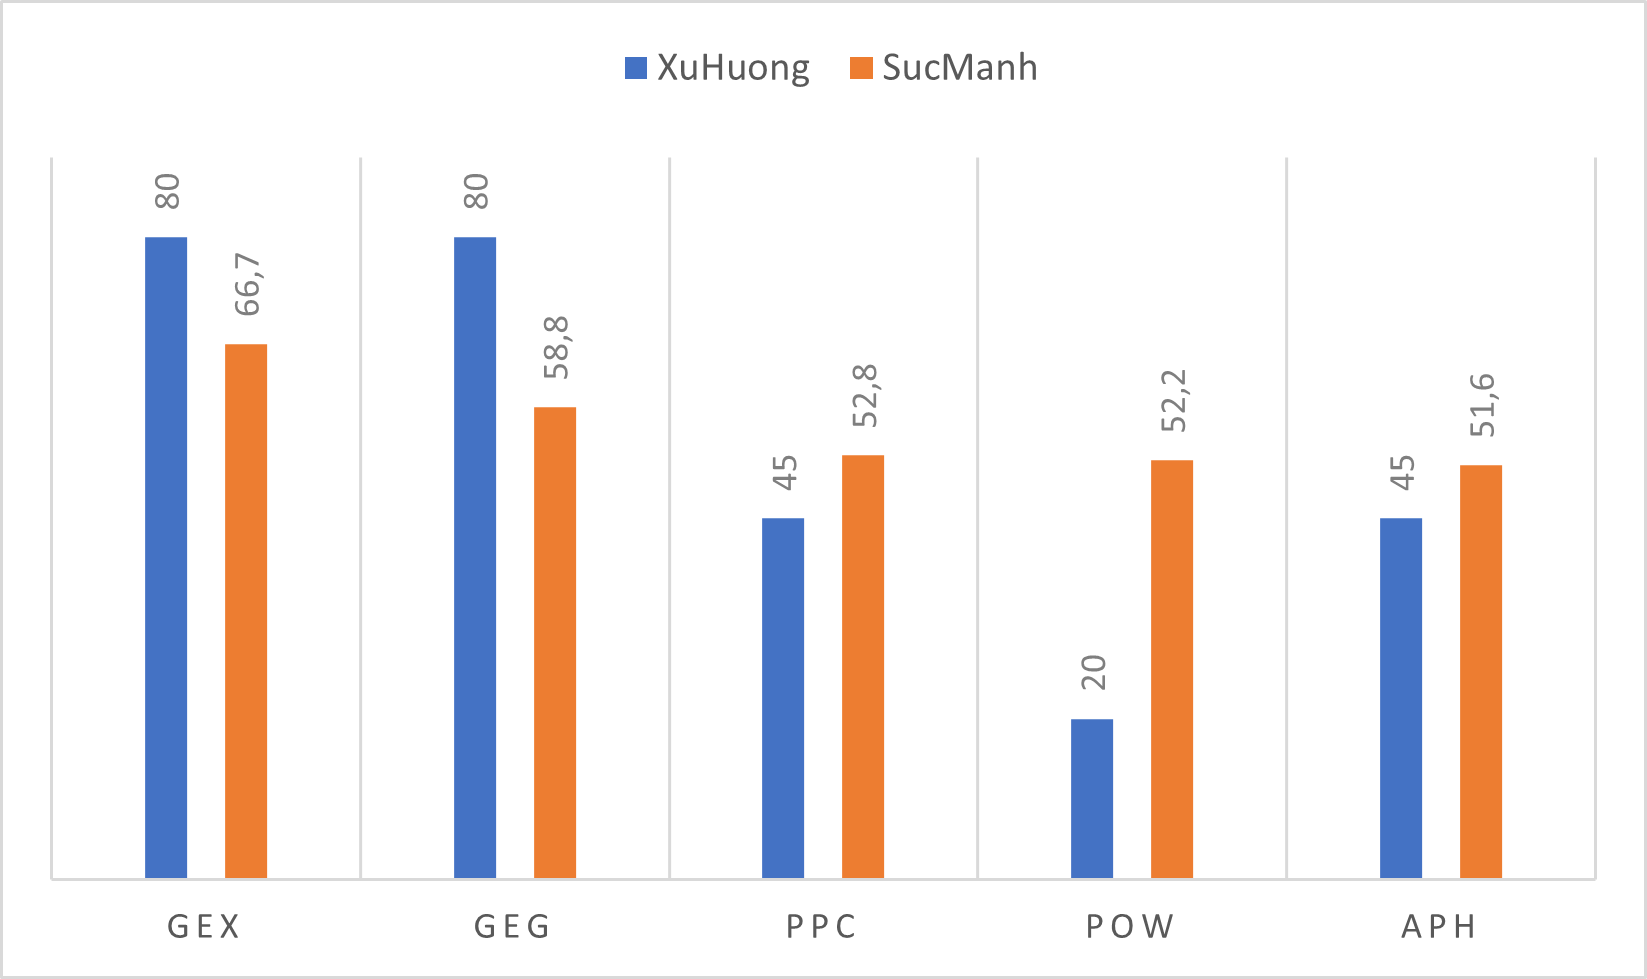 XuHuong SucManh
80 66,7 80 58,8 45 52,8 20 52,2 45 51,6
GEX GEG PPC POW APH